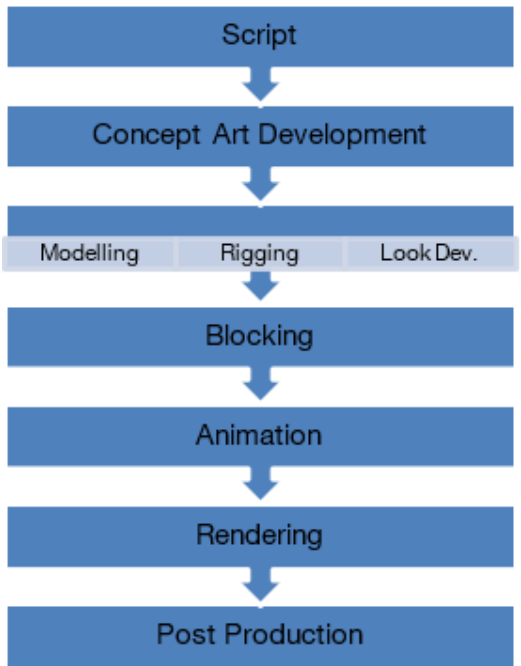 Script
Concept Art Development
Modelling Rigging Look Dev.
Blocking
Animation
Rendering
Post Production